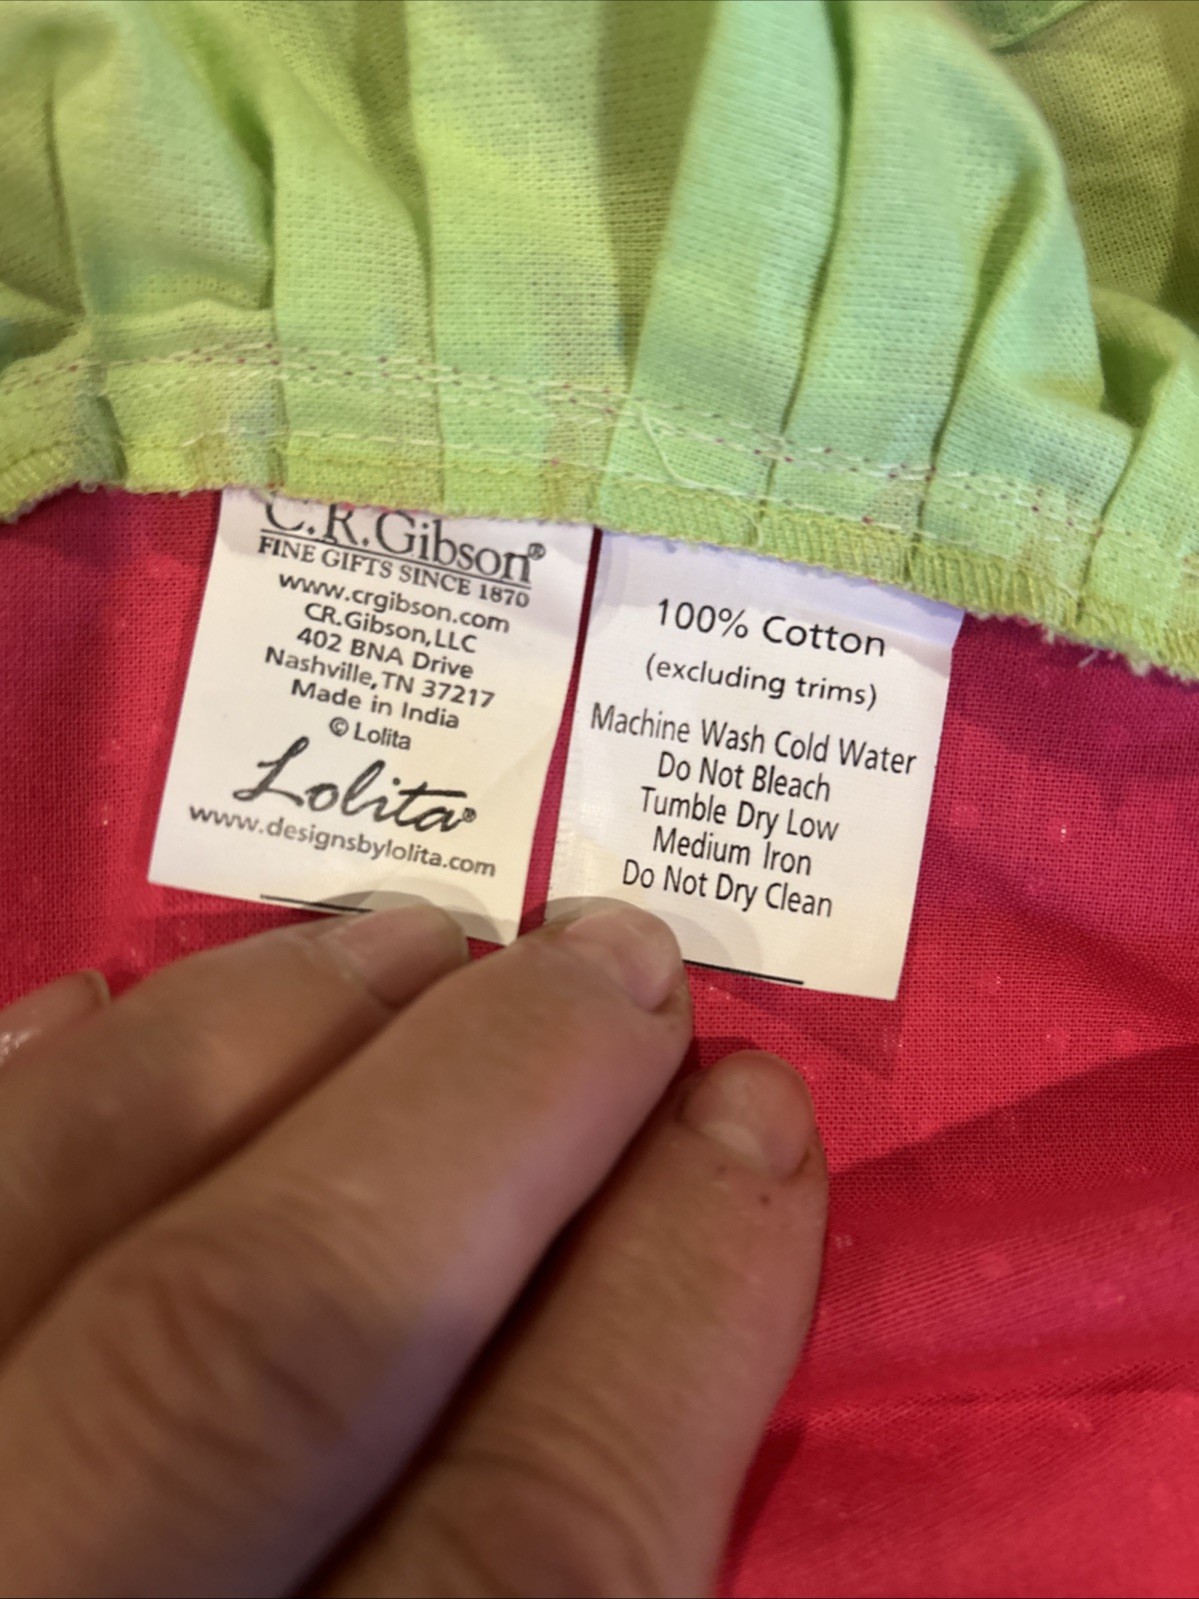 C.R.Gibson®
FINE GIFTS SINCE 1870
www.crgibson.com
CR.Gibson,LLC
402 BNA Drive
Nashville,TN 37217
Made in India
© Lolita
Lolita®
www.designsbylolita.com
100% Cotton
(excluding trims)
Machine Wash Cold Water
Do Not Bleach
Tumble Dry Low
Medium Iron
Do Not Dry Clean